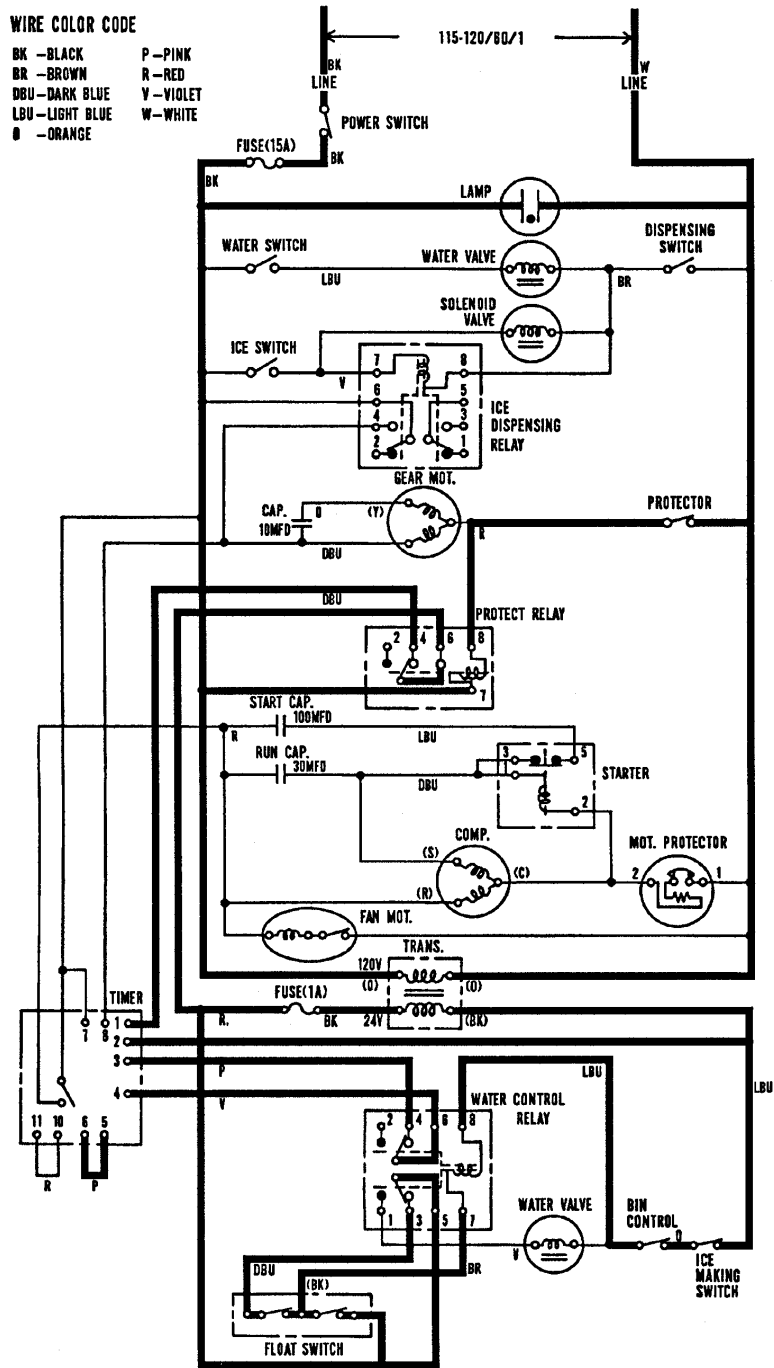 WIRE COLOR CODE
BK -BLACK P-PINK
BR -BROWN R-RED
DBU-DARK BLUE V-VIOLET
LBU-LIGHT BLUE W-WHITE
O -ORANGE
115-120/60/1
BK
LINE
W
LINE
POWER SWITCH
FUSE(15A)
BK
BK
LAMP
WATER SWITCH
LBU
WATER VALVE
DISPENSING
SWITCH
BR
SOLENOID
VALVE
ICE SWITCH
V
7 8
6 5
4 3
2 1
ICE
DISPENSING
RELAY
GEAR MOT.
CAP.
10MFD
O
(Y)
DBU
R
PROTECTOR
DBU
PROTECT RELAY
2 4 6 8
7
START CAP.
100MFD
R
LBU
RUN CAP.
30MFD
DBU
3 5
2
STARTER
COMP.
(S)
(R)
(C)
MOT. PROTECTOR
2 1
FAN MOT.
TRANS.
120V
(O)
(O)
FUSE(1A)
R.
BK
24V
(BK)
TIMER
7 8 1
2
3
4
11 10 6 5
R
P
P
V
LBU
LBU
WATER CONTROL
RELAY
2 4 6 8
1 3 5 7
WATER VALVE
V
BIN
CONTROL
O
ICE
MAKING
SWITCH
DBU
(BK)
BR
FLOAT SWITCH